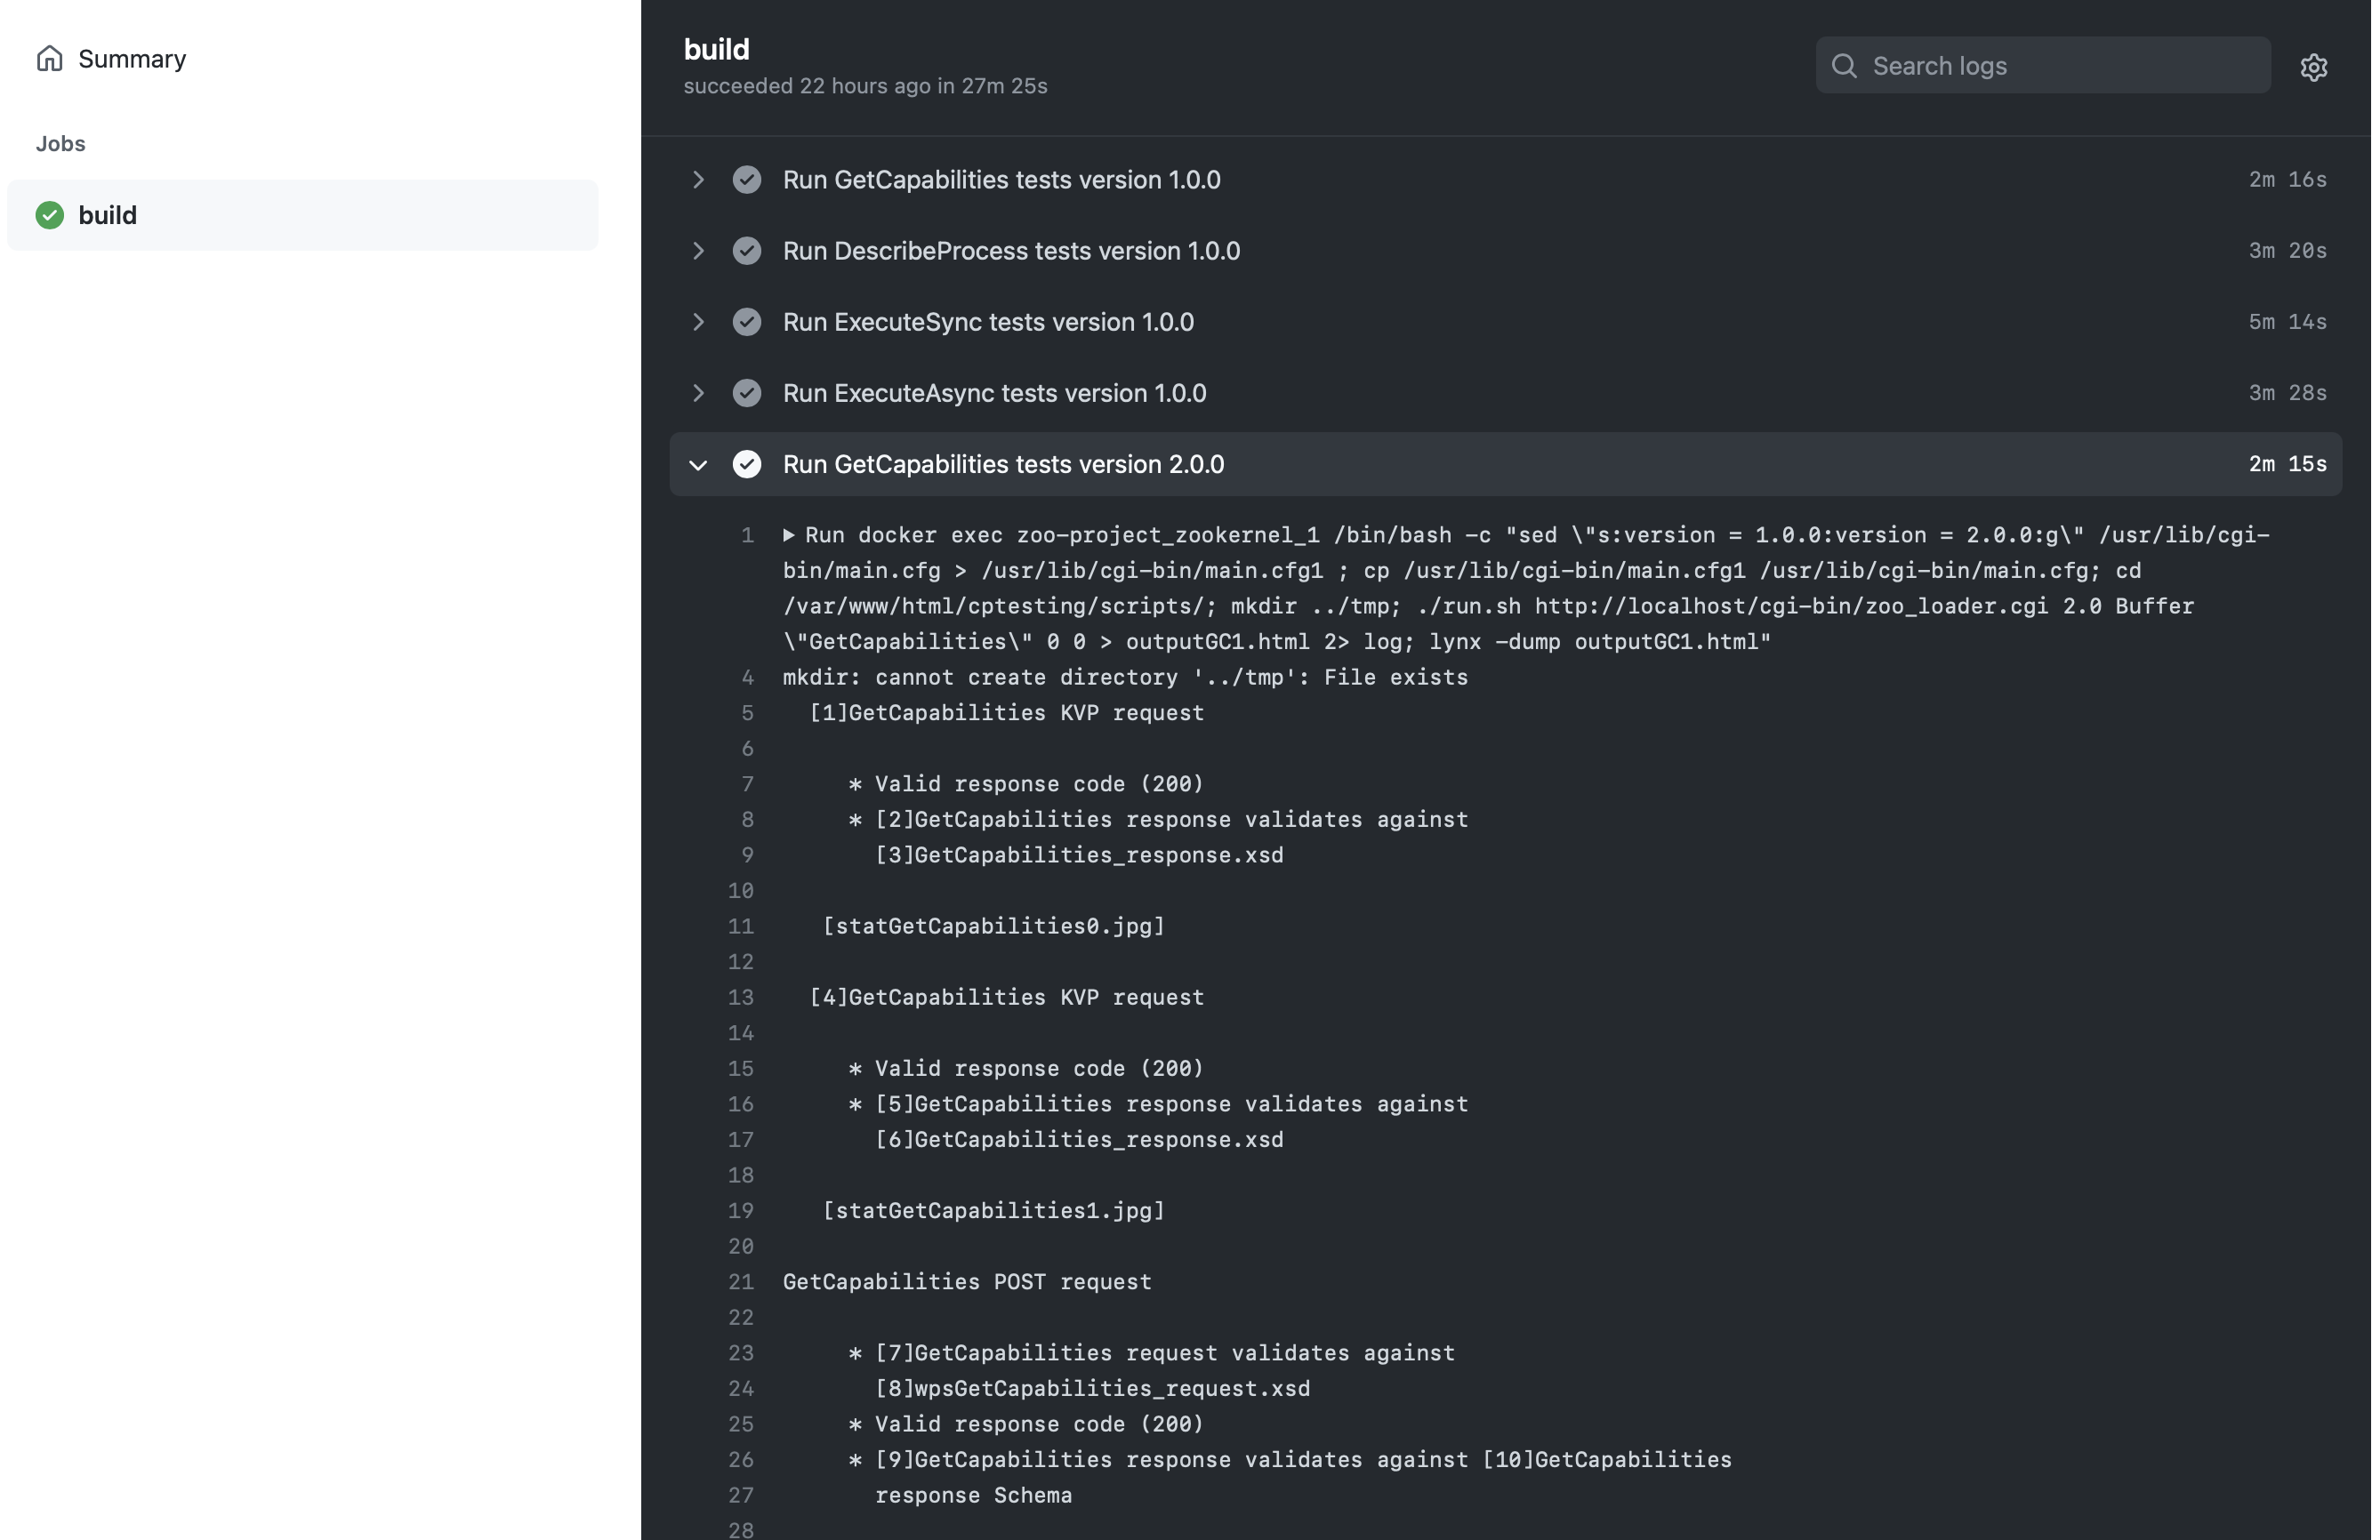 Summary
Jobs
build
build
succeeded 22 hours ago in 27m 25s
Search logs
Run GetCapabilities tests version 1.0.0 2m 16s
Run DescribeProcess tests version 1.0.0 3m 20s
Run ExecuteSync tests version 1.0.0 5m 14s
Run ExecuteAsync tests version 1.0.0 3m 28s
Run GetCapabilities tests version 2.0.0 2m 15s
1 Run docker exec zoo-project_zookernel_1 /bin/bash -c "sed \"s:version = 1.0.0:version = 2.0.0:g\" /usr/lib/cgi-
bin/main.cfg > /usr/lib/cgi-bin/main.cfg1 ; cp /usr/lib/cgi-bin/main.cfg1 /usr/lib/cgi-bin/main.cfg; cd
/var/www/html/cptesting/scripts/; mkdir ../tmp; ./run.sh http://localhost/cgi-bin/zoo_loader.cgi 2.0 Buffer
\"GetCapabilities\" 0 0 > outputGC1.html 2> log; lynx -dump outputGC1.html"
4 mkdir: cannot create directory '../tmp': File exists
5 [1]GetCapabilities KVP request
6
7 * Valid response code (200)
8 * [2]GetCapabilities response validates against
9 [3]GetCapabilities_response.xsd
10
11 [statGetCapabilities0.jpg]
12
13 [4]GetCapabilities KVP request
14
15 * Valid response code (200)
16 * [5]GetCapabilities response validates against
17 [6]GetCapabilities_response.xsd
18
19 [statGetCapabilities1.jpg]
20
21 GetCapabilities POST request
22
23 * [7]GetCapabilities request validates against
24 [8]wpsGetCapabilities_request.xsd
25 * Valid response code (200)
26 * [9]GetCapabilities response validates against [10]GetCapabilities
27 response Schema
28